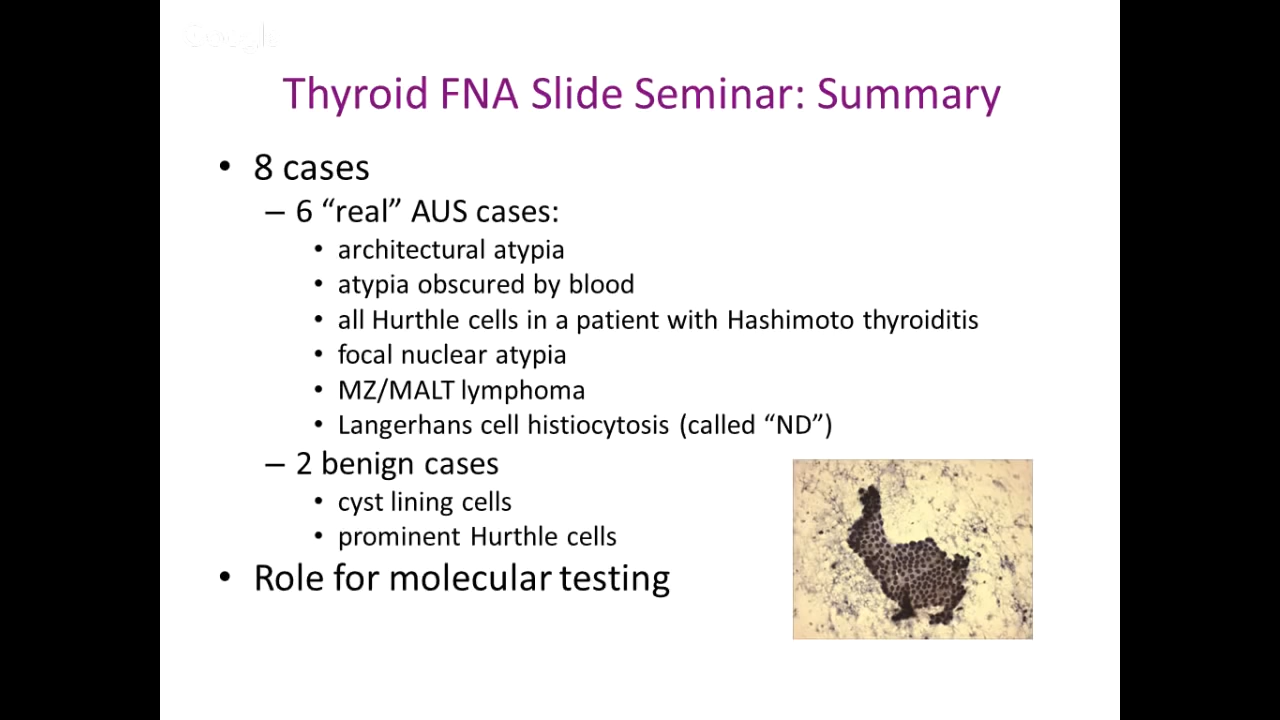 Google
Thyroid FNA Slide Seminar: Summary
• 8 cases
– 6 “real” AUS cases:
• architectural atypia
• atypia obscured by blood
• all Hurthle cells in a patient with Hashimoto thyroiditis
• focal nuclear atypia
• MZ/MALT lymphoma
• Langerhans cell histiocytosis (called “ND”)
– 2 benign cases
• cyst lining cells
• prominent Hurthle cells
• Role for molecular testing